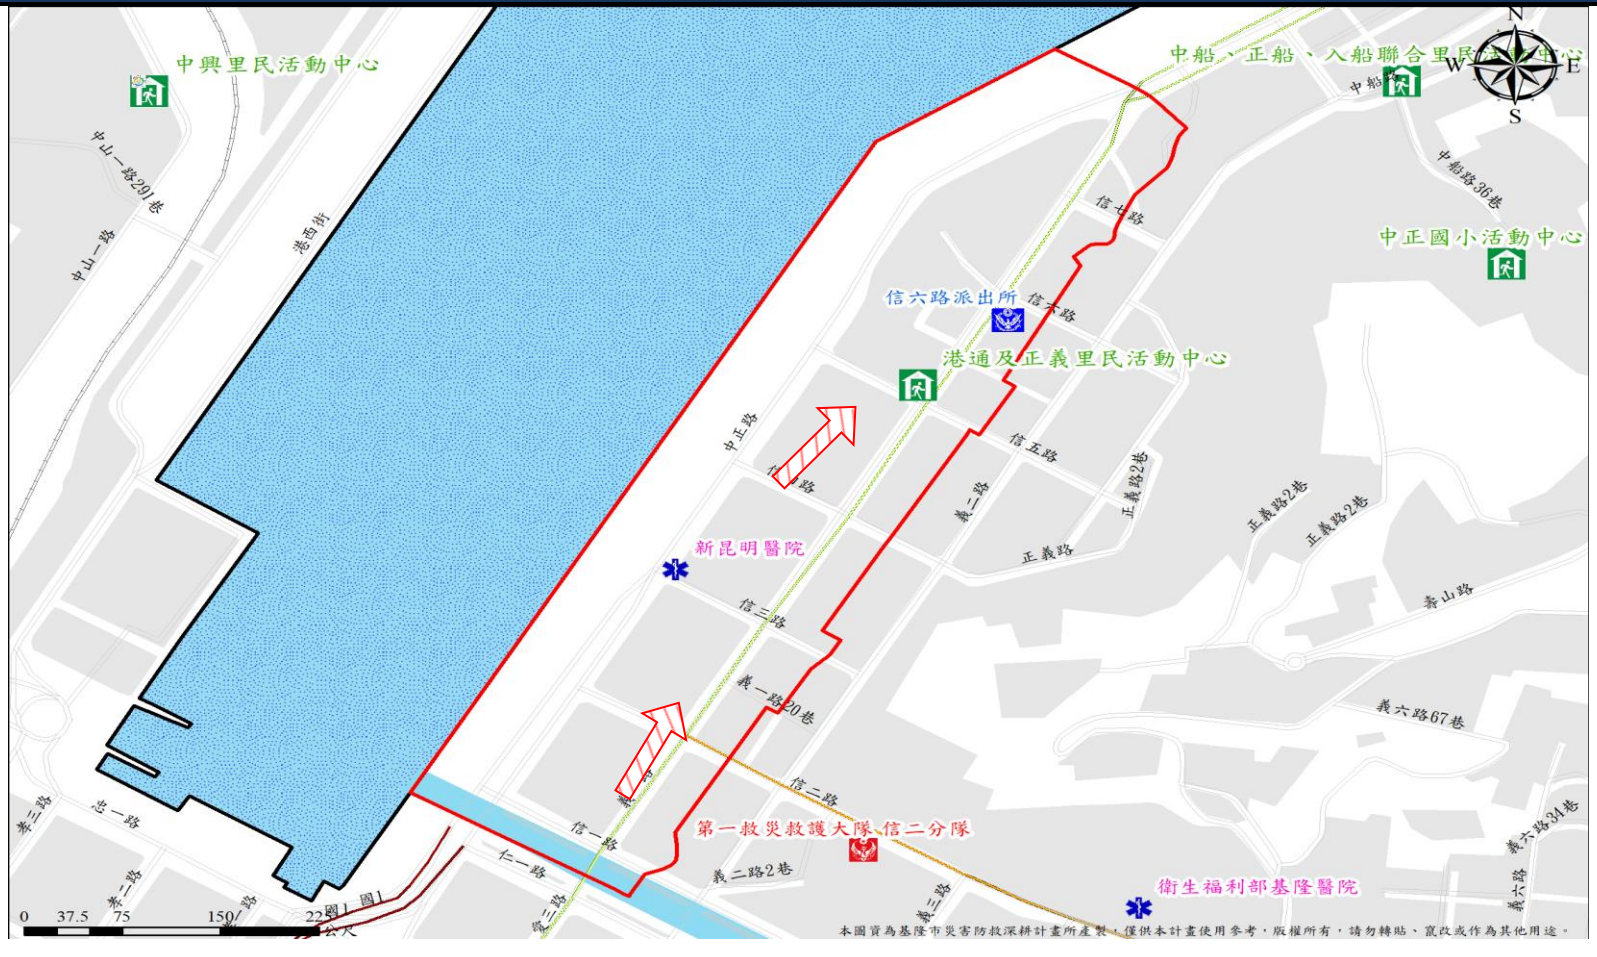 N
W
E
S
中興里民活動中心
中船、正船、入船聯合里民活動中心
中船路
中山一路291巷
中船路36巷
港西街
中山一路
信七路
中正國小活動中心
信六路派出所
信六路
港通及正義里民活動中心
中正路
信五路
正義路2巷
義二路
正義路2巷
正義路2巷
新昆明醫院
正義路
壽山路
信三路
義一路20巷
義六路67巷
信二路
孝三路
忠一路
信一路
第一救災救護大隊 信二分隊
義六路34巷
仁一路
義二路2巷
孝二路
國1
國1
愛三路
義三路
衛生福利部基隆醫院
義六路
0 37.5 75 150 225
公尺
本圖資為基隆市災害防救深耕計畫所產製，僅供本計畫使用參考，版權所有，請勿轉貼、竄改或作為其他用途。